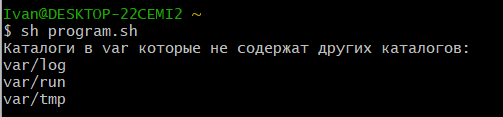 Ivan@DESKTOP-22CEMI2 ~
$ sh program.sh
Каталоги в var которые не содержат других каталогов:
var/log
var/run
var/tmp